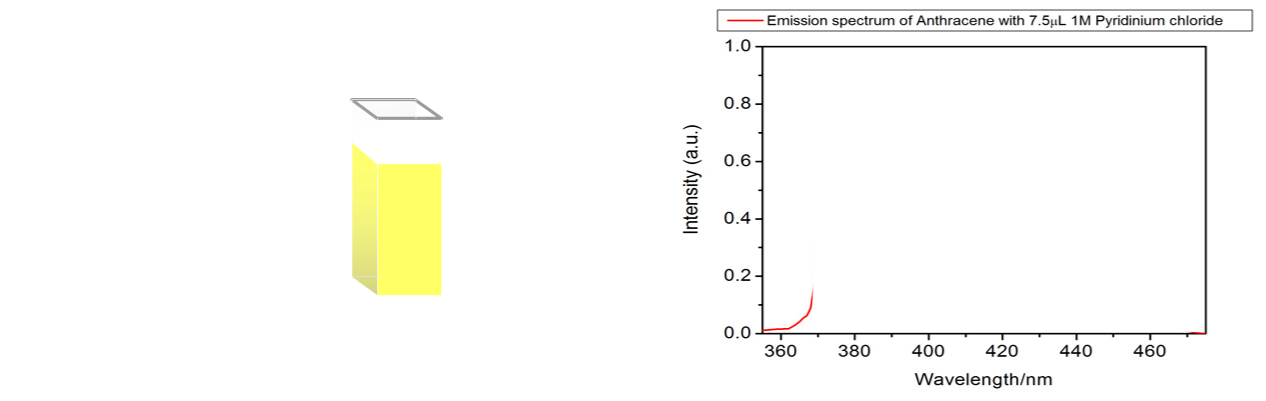 Emission spectrum of Anthracene with 7.5μL 1M Pyridinium chloride
1.0
0.8
0.6
0.4
0.2
0.0
Intensity (a.u.)
360 380 400 420 440 460
Wavelength/nm